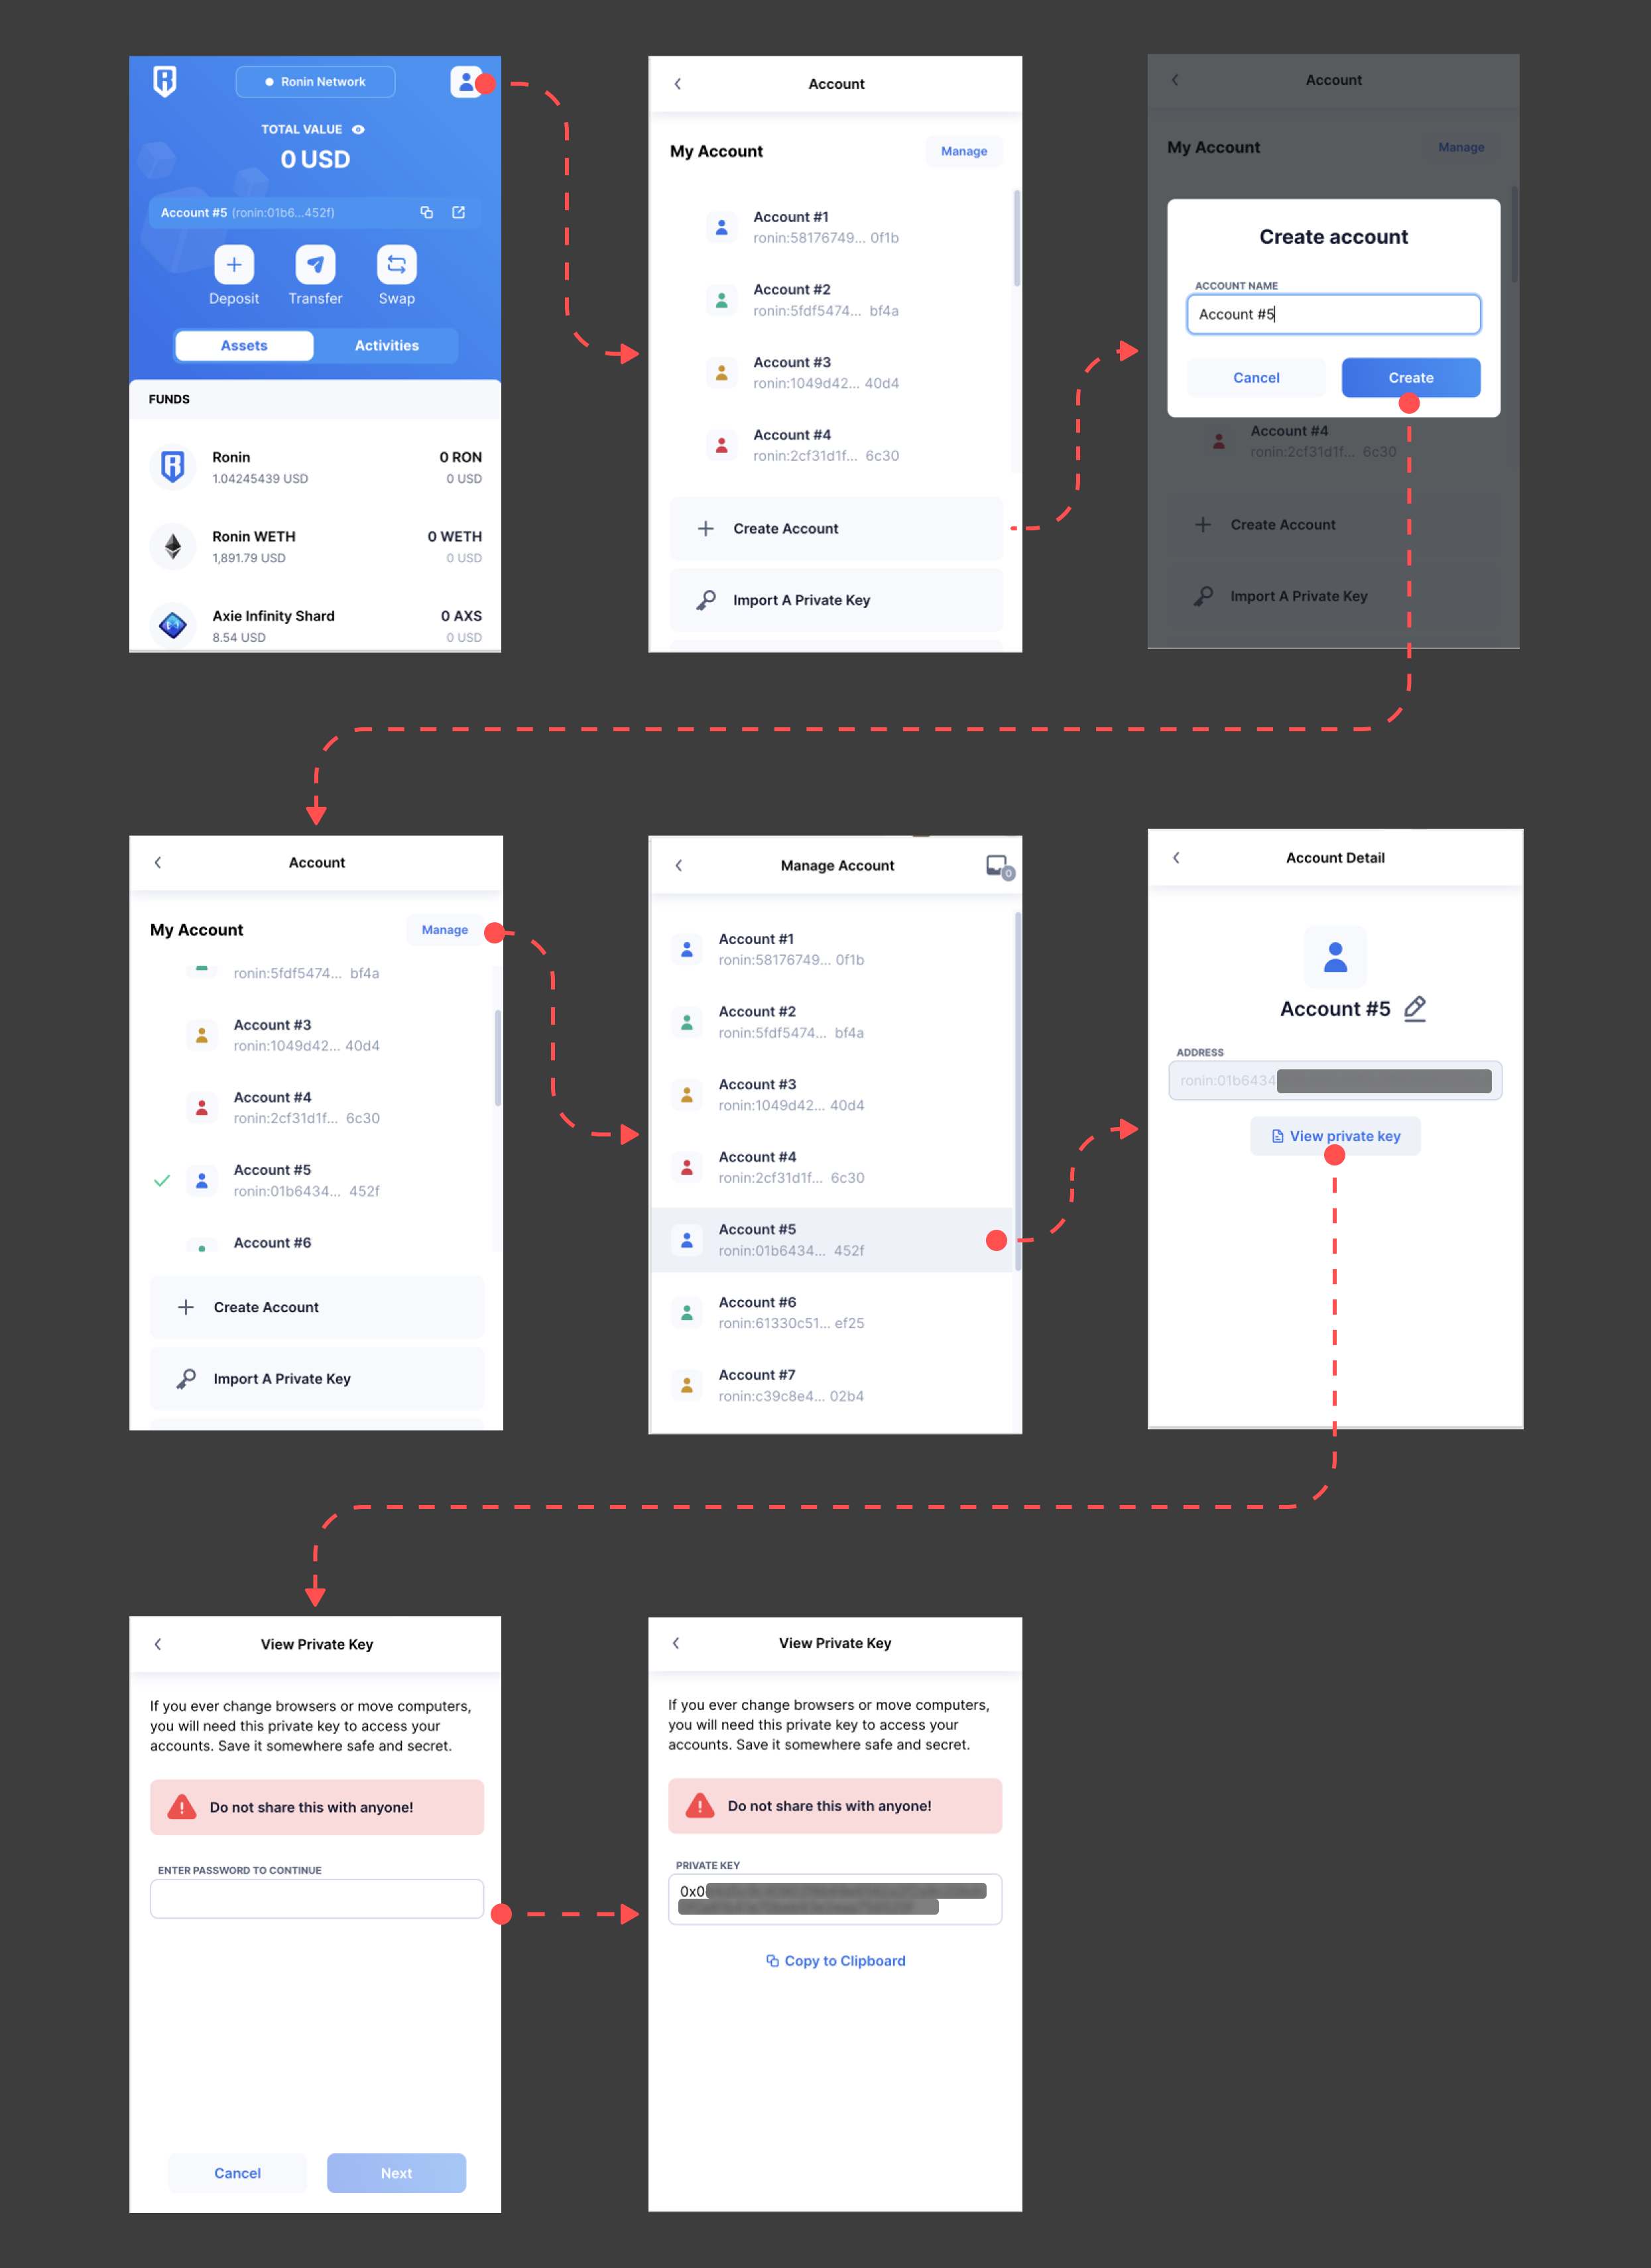 Ronin Network
TOTAL VALUE
0 USD
Account #5 (ronin:01b6...452f)
Deposit
Transfer
Swap
Assets
Activities
FUNDS
Ronin
0 RON
1.04245439 USD
0 USD
Ronin WETH
0 WETH
1,891.79 USD
0 USD
Axie Infinity Shard
0 AXS
8.54 USD
0 USD
Account
My Account
Manage
Account #1
ronin:58176749... 0f1b
Account #2
ronin:5fdf5474... bf4a
Account #3
ronin:1049d42... 40d4
Account #4
ronin:2cf31d1f... 6c30
Create Account
Import A Private Key
Account
My Account
Manage
Create account
ACCOUNT NAME
Account #5
Cancel
Create
Account #4
ronin:2cf31d1f... 6c30
Create Account
Import A Private Key
Account
My Account
Manage
ronin:5fdf5474... bf4a
Account #3
ronin:1049d42... 40d4
Account #4
ronin:2cf31d1f... 6c30
Account #5
ronin:01b6434... 452f
Account #6
Create Account
Import A Private Key
Manage Account
0
Account #1
ronin:58176749... 0f1b
Account #2
ronin:5fdf5474... bf4a
Account #3
ronin:1049d42... 40d4
Account #4
ronin:2cf31d1f... 6c30
Account #5
ronin:01b6434... 452f
Account #6
ronin:61330c51... ef25
Account #7
ronin:c39c8e4... 02b4
Account Detail
Account #5
ADDRESS
ronin:01b6434
View private key
View Private Key
If you ever change browsers or move computers,
you will need this private key to access your
accounts. Save it somewhere safe and secret.
Do not share this with anyone!
ENTER PASSWORD TO CONTINUE
Cancel
Next
View Private Key
If you ever change browsers or move computers,
you will need this private key to access your
accounts. Save it somewhere safe and secret.
Do not share this with anyone!
PRIVATE KEY
0x0
Copy to Clipboard